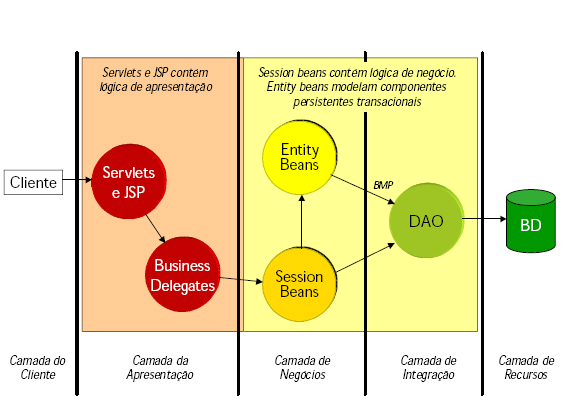 Servlets e JSP contém
lógica de apresentação
Session beans contém lógica de negócio.
Entity beans modelam componentes
persistentes transacionais
Cliente
Servlets
e JSP
Business
Delegates
Entity
Beans
Session
Beans
BMP
DAO
BD
Camada do
Cliente
Camada da
Apresentação
Camada de
Negócios
Camada de
Integração
Camada de
Recursos